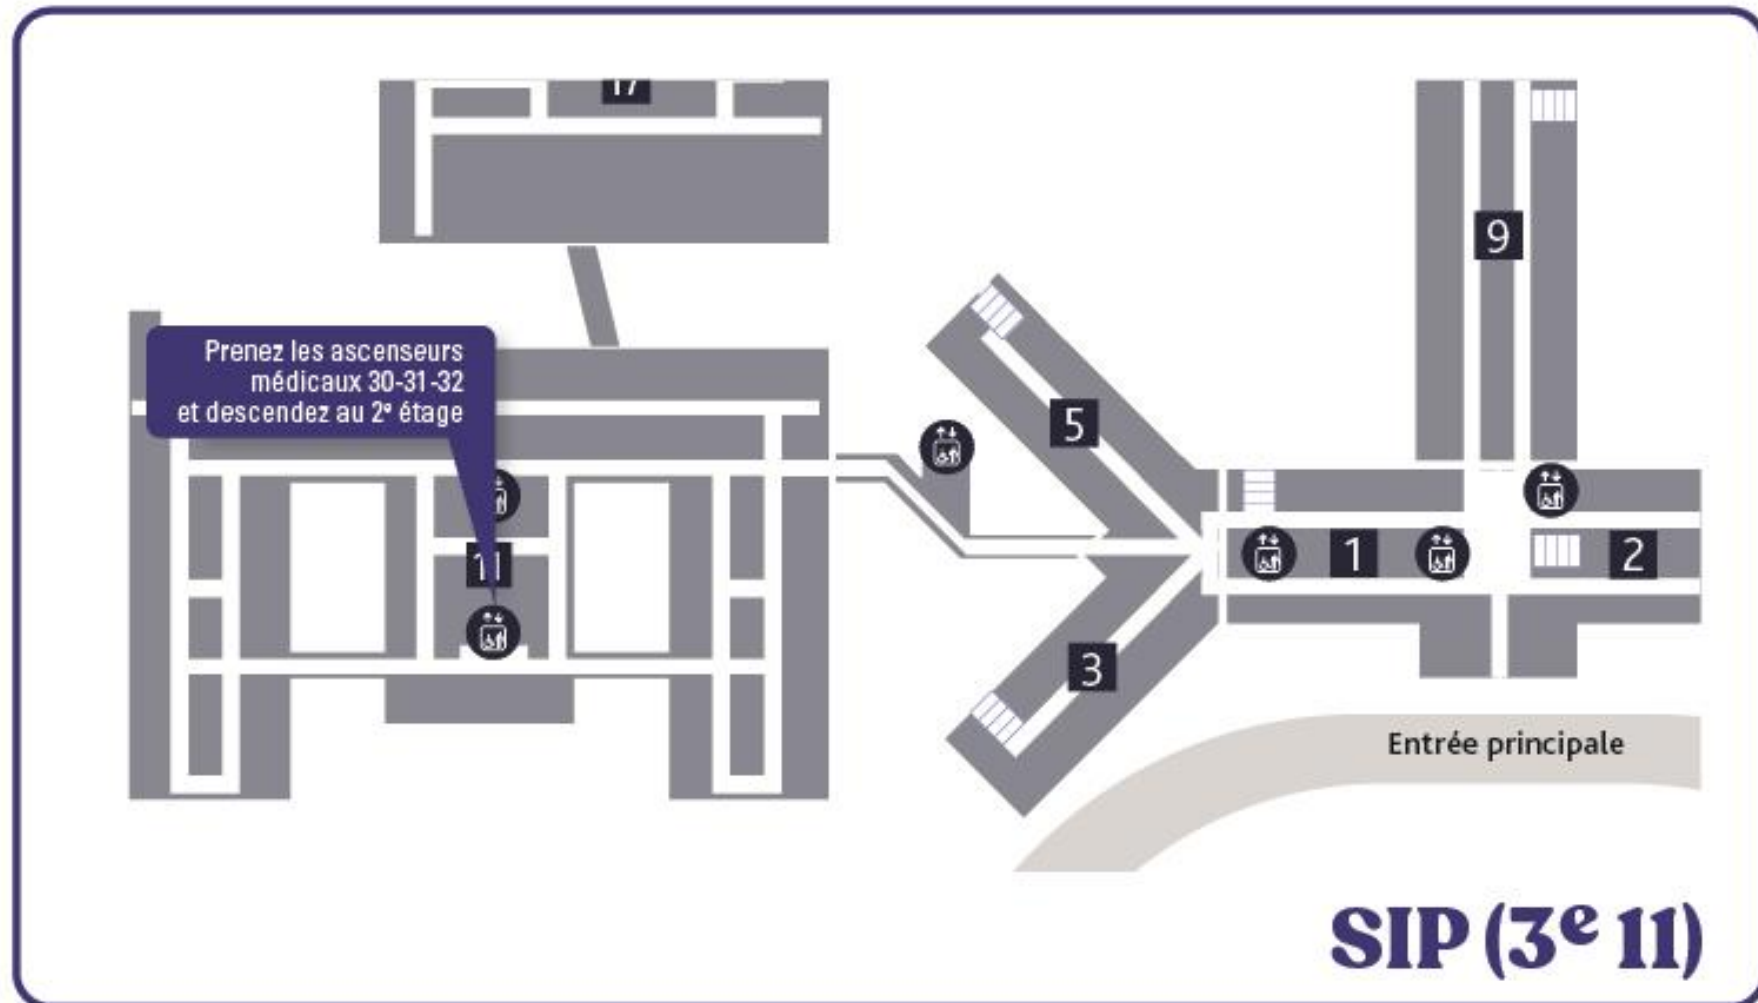 17
9
Prenez les ascenseurs
médicaux 30-31-32
et descendez au 2ᵉ étage
5
11
1
2
3
Entrée principale
SIP (3ᵉ 11)